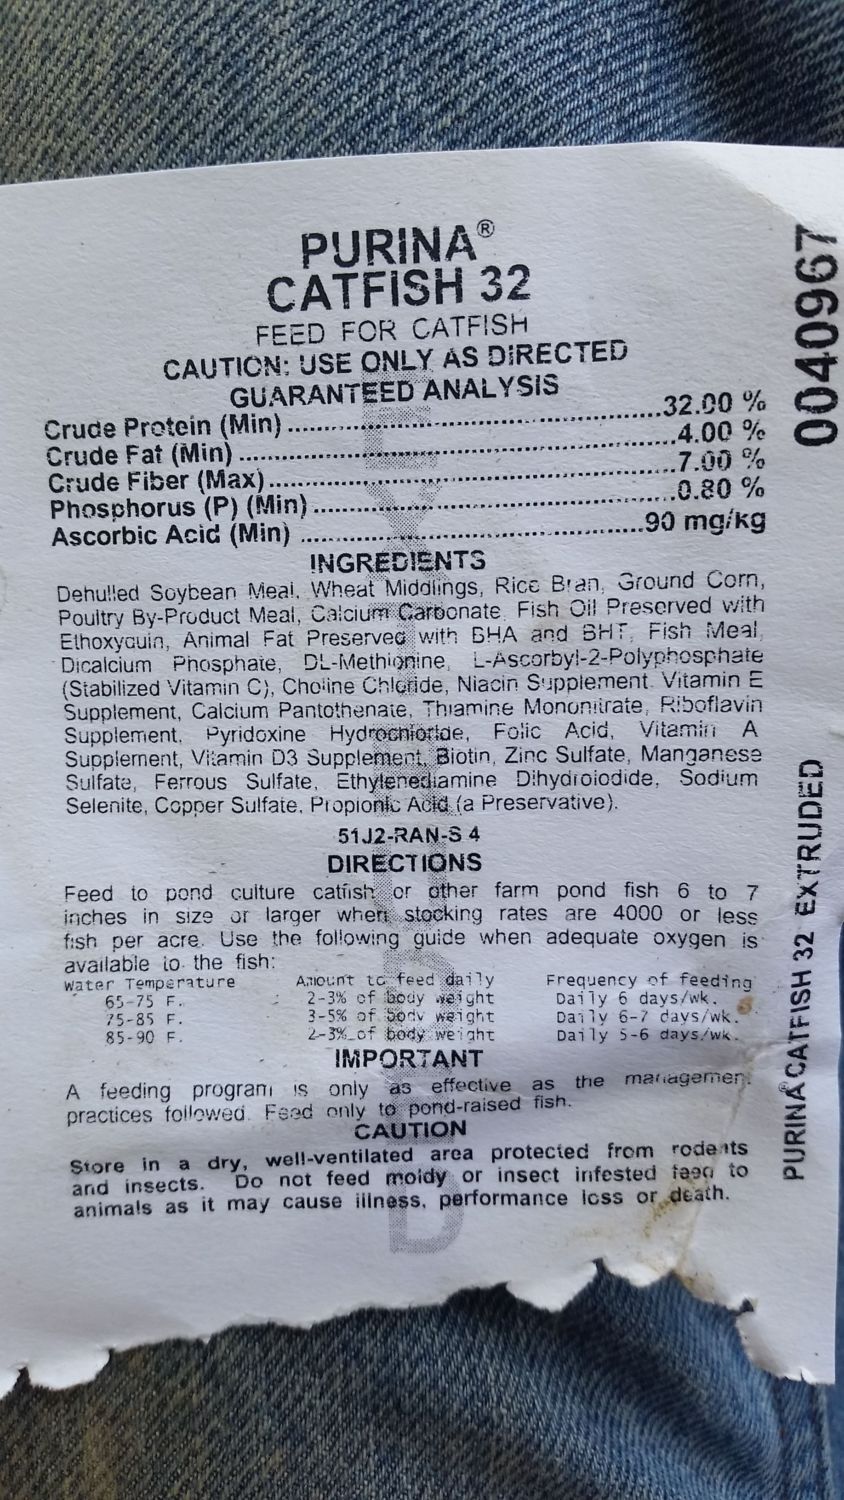 PURINA®
CATFISH 32
FEED FOR CATFISH
CAUTION: USE ONLY AS DIRECTED
GUARANTEED ANALYSIS
Crude Protein (Min) ......................................................32.00 %
Crude Fat (Min) ..............................................................4.00 %
Crude Fiber (Max)...........................................................7.00 %
Phosphorus (P) (Min) .....................................................0.80 %
Ascorbic Acid (Min) ...................................................90 mg/kg
INGREDIENTS
Dehulled Soybean Meal, Wheat Middlings, Rice Bran, Ground Corn,
Poultry By-Product Meal, Calcium Carbonate, Fish Oil Preserved with
Ethoxyquin, Animal Fat Preserved with BHA and BHT, Fish Meal,
Dicalcium Phosphate, DL-Methionine, L-Ascorbyl-2-Polyphosphate
(Stabilized Vitamin C), Choline Chloride, Niacin Supplement, Vitamin E
Supplement, Calcium Pantothenate, Thiamine Mononitrate, Riboflavin
Supplement, Pyridoxine Hydrochloride, Folic Acid, Vitamin A
Supplement, Vitamin D3 Supplement, Biotin, Zinc Sulfate, Manganese
Sulfate, Ferrous Sulfate, Ethylenediamine Dihydroiodide, Sodium
Selenite, Copper Sulfate, Propionic Acid (a Preservative).
51J2-RAN-S 4
DIRECTIONS
Feed to pond culture catfish or other farm pond fish 6 to 7
inches in size or larger when stocking rates are 4000 or less
fish per acre. Use the following guide when adequate oxygen is
available to the fish:
Water Temperature Amount to feed daily Frequency of feeding
65-75 F. 2-3% of body weight Daily 6 days/wk.
75-85 F. 3-5% of body weight Daily 6-7 days/wk.
85-90 F. 2-3% of body weight Daily 5-6 days/wk.
IMPORTANT
A feeding program is only as effective as the management
practices followed. Feed only to pond-raised fish.
CAUTION
Store in a dry, well-ventilated area protected from rodents
and insects. Do not feed moldy or insect infested feed to
animals as it may cause illness, performance loss or death.
0040967
PURINA® CATFISH 32 EXTRUDED